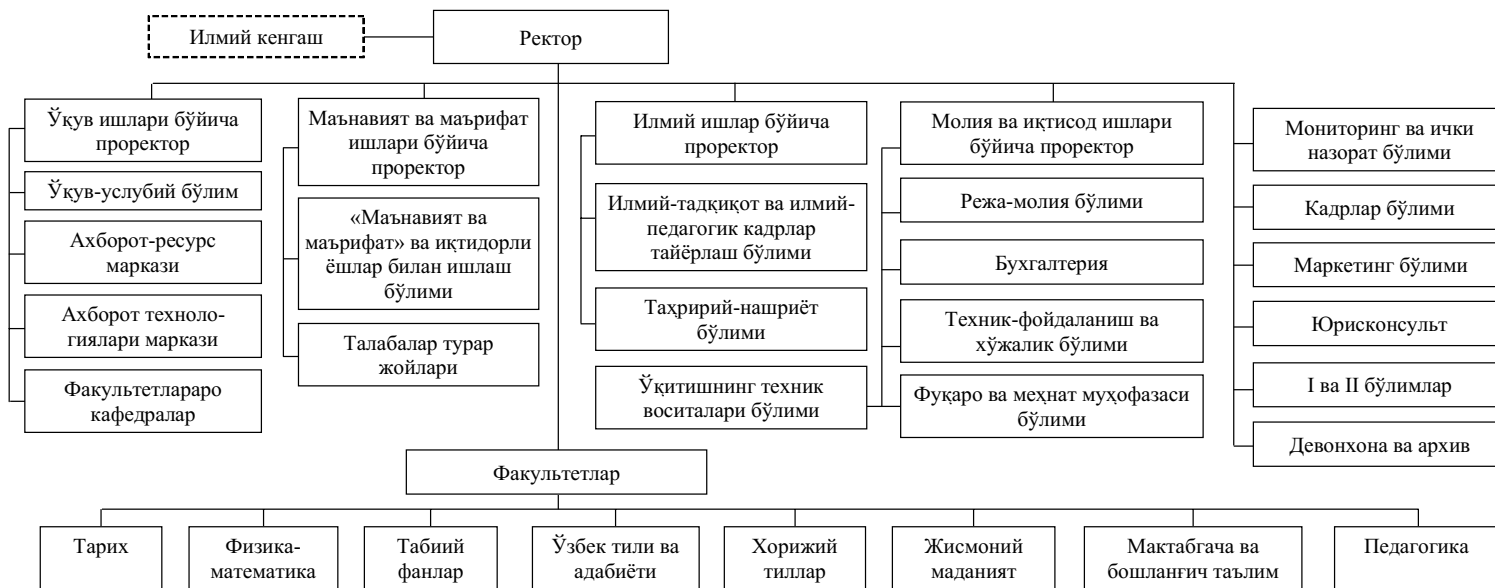 Илмий кенгаш
Ректор
Ўқув ишлари бўйича
проректор
Ўқув-услубий бўлим
Ахборот-ресурс
маркази
Ахборот техноло-
гиялари маркази
Факультетлараро
кафедралар
Маънавият ва маърифат
ишлари бўйича
проректор
«Маънавият ва
маърифат» ва иқтидорли
ёшлар билан ишлаш
бўлими
Талабалар турар
жойлари
Илмий ишлар бўйича
проректор
Илмий-тадқиқот ва илмий-
педагогик кадрлар
тайёрлаш бўлими
Таҳририй-нашриёт
бўлими
Ўқитишнинг техник
воситалари бўлими
Молия ва иқтисод ишлари
бўйича проректор
Режа-молия бўлими
Бухгалтерия
Техник-фойдаланиш ва
хўжалик бўлими
Фуқаро ва меҳнат муҳофазаси
бўлими
Мониторинг ва ички
назорат бўлими
Кадрлар бўлими
Маркетинг бўлими
Юрисконсульт
I ва II бўлимлар
Девонхона ва архив
Факультетлар
Тарих
Физика-
математика
Табиий
фанлар
Ўзбек тили ва
адабиёти
Хорижий
тиллар
Жисмоний
маданият
Мактабгача ва
бошланғич таълим
Педагогика